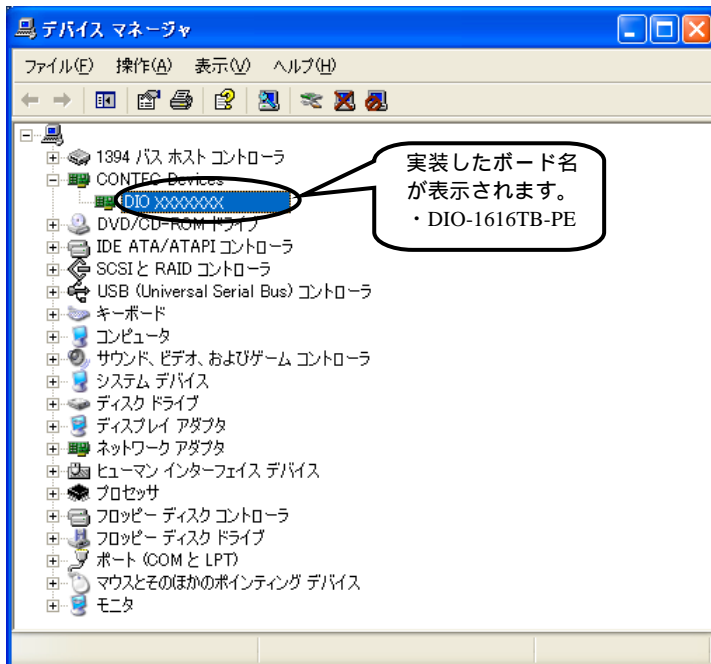 デバイス マネージャ
ファイル(F) 操作(A) 表示(V) ヘルプ(H)
1394 バス ホスト コントローラ
CONTEC Devices
DIO XXXXXXXX
DVD/CD-ROM ドライブ
IDE ATA/ATAPI コントローラ
SCSI と RAID コントローラ
USB (Universal Serial Bus) コントローラ
キーボード
コンピュータ
サウンド、ビデオ、およびゲーム コントローラ
システム デバイス
ディスク ドライブ
ディスプレイ アダプタ
ネットワーク アダプタ
ヒューマン インターフェイス デバイス
プロセッサ
フロッピー ディスク コントローラ
フロッピー ディスク ドライブ
ポート (COM と LPT)
マウスとそのほかのポインティング デバイス
モニタ
実装したボード名
が表示されます。
・DIO-1616TB-PE